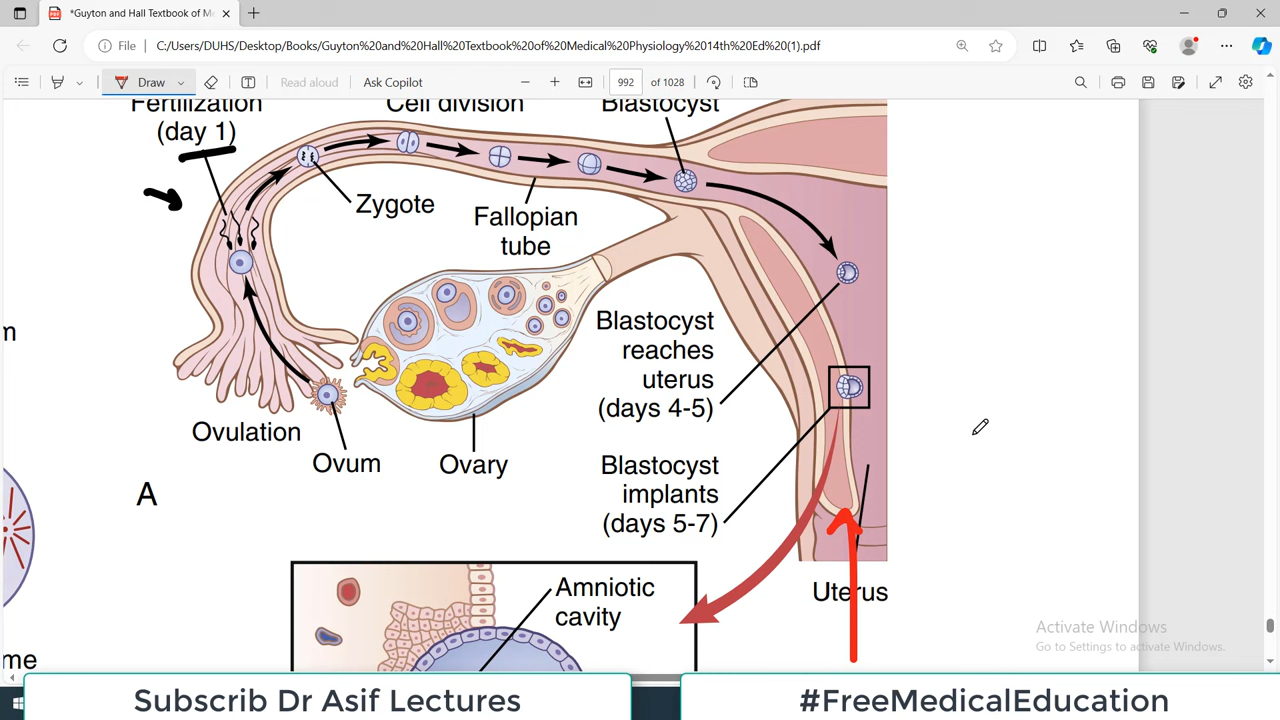 *Guyton and Hall Textbook of Me
File
C:/Users/DUHS/Desktop/Books/Guyton%20and%20Hall%20Textbook%20of%20Medical%20Physiology%2014th%20Ed%20(1).pdf
Draw
Read aloud
Ask Copilot
992
of 1028
Fertilization
(day 1)
Cell division
Blastocyst
Zygote
Fallopian
tube
Blastocyst
reaches
uterus
(days 4-5)
Ovulation
Ovum
Ovary
Blastocyst
implants
(days 5-7)
A
m
Amniotic
cavity
Uterus
me
Activate Windows
Go to Settings to activate Windows.
Subscrib Dr Asif Lectures
#FreeMedicalEducation